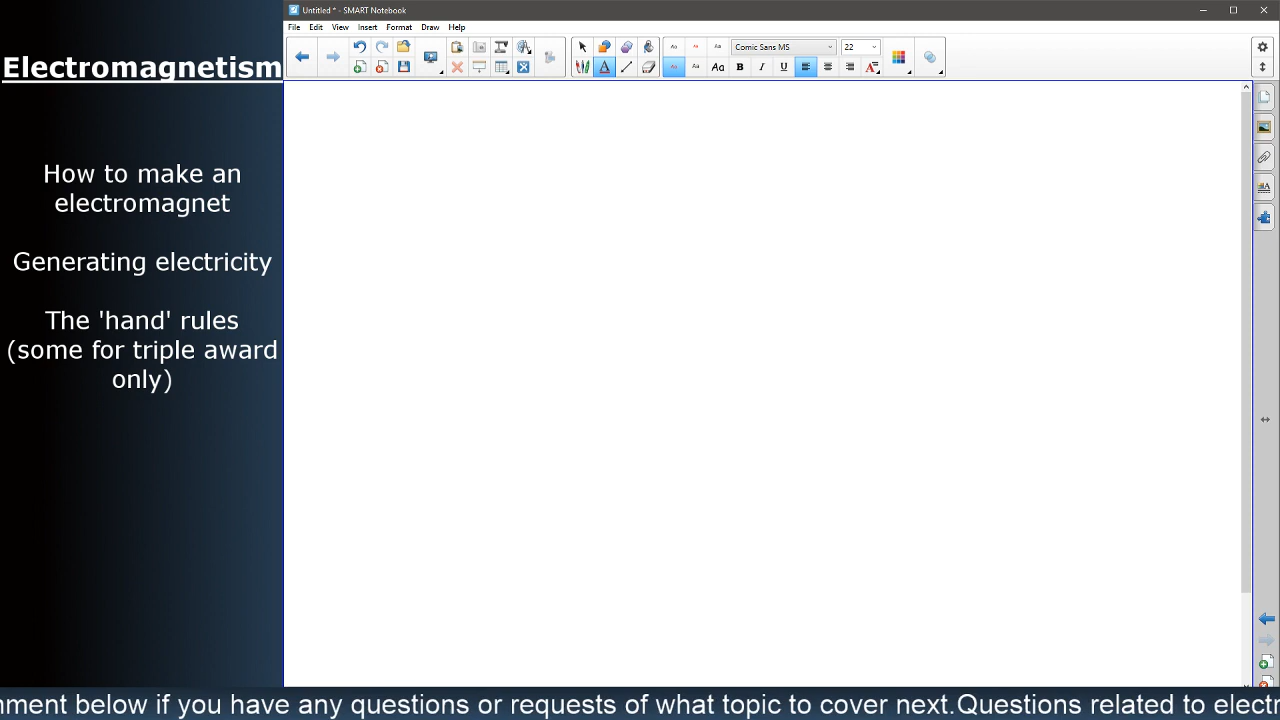 Untitled * - SMART Notebook
File Edit View Insert Format Draw Help
Comic Sans MS
22
Electromagnetism
How to make an
electromagnet
Generating electricity
The 'hand' rules
(some for triple award
only)
nment below if you have any questions or requests of what topic to cover next.Questions related to electr